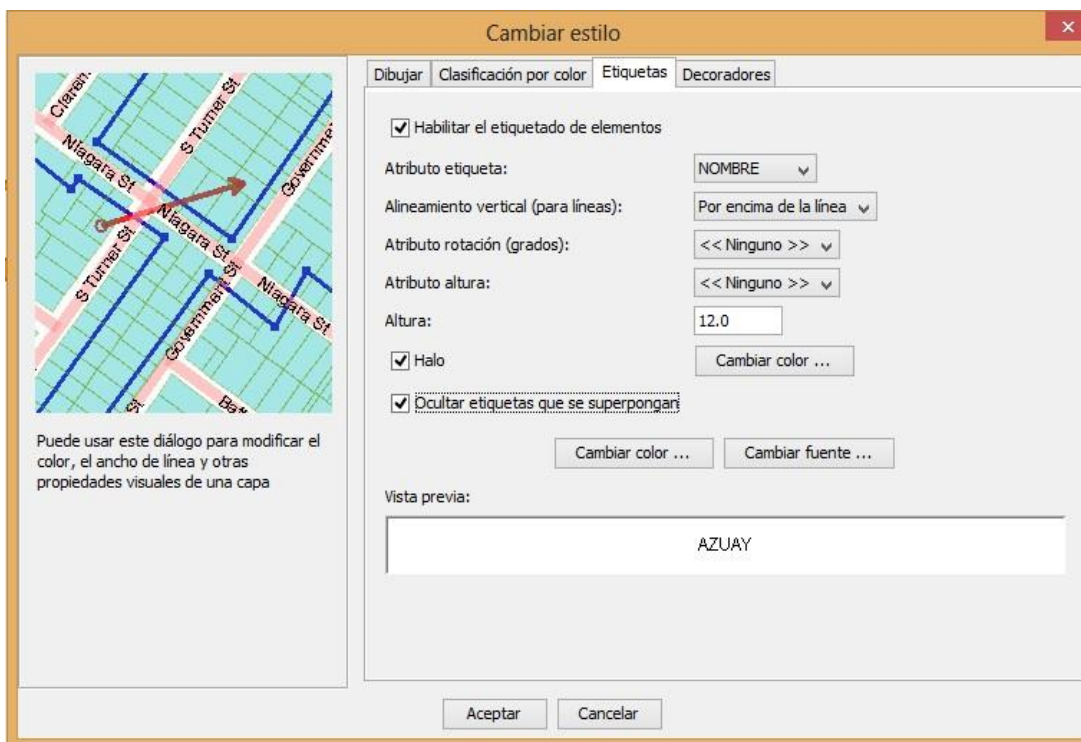 Cambiar estilo
Dibujar
Clasificación por color
Etiquetas
Decoradores
Claren
S Turner St
Governmen
Niagara St
Niagara St
S Turner St
Government St
Niagara St
St
Puede usar este diálogo para modificar el
color, el ancho de línea y otras
propiedades visuales de una capa
Habilitar el etiquetado de elementos
Atributo etiqueta:
NOMBRE
Alineamiento vertical (para líneas):
Por encima de la línea
Atributo rotación (grados):
<< Ninguno >>
Atributo altura:
<< Ninguno >>
Altura:
12.0
Halo
Cambiar color ...
Ocultar etiquetas que se superpongan
Cambiar color ...
Cambiar fuente ...
Vista previa:
AZUAY
Aceptar
Cancelar